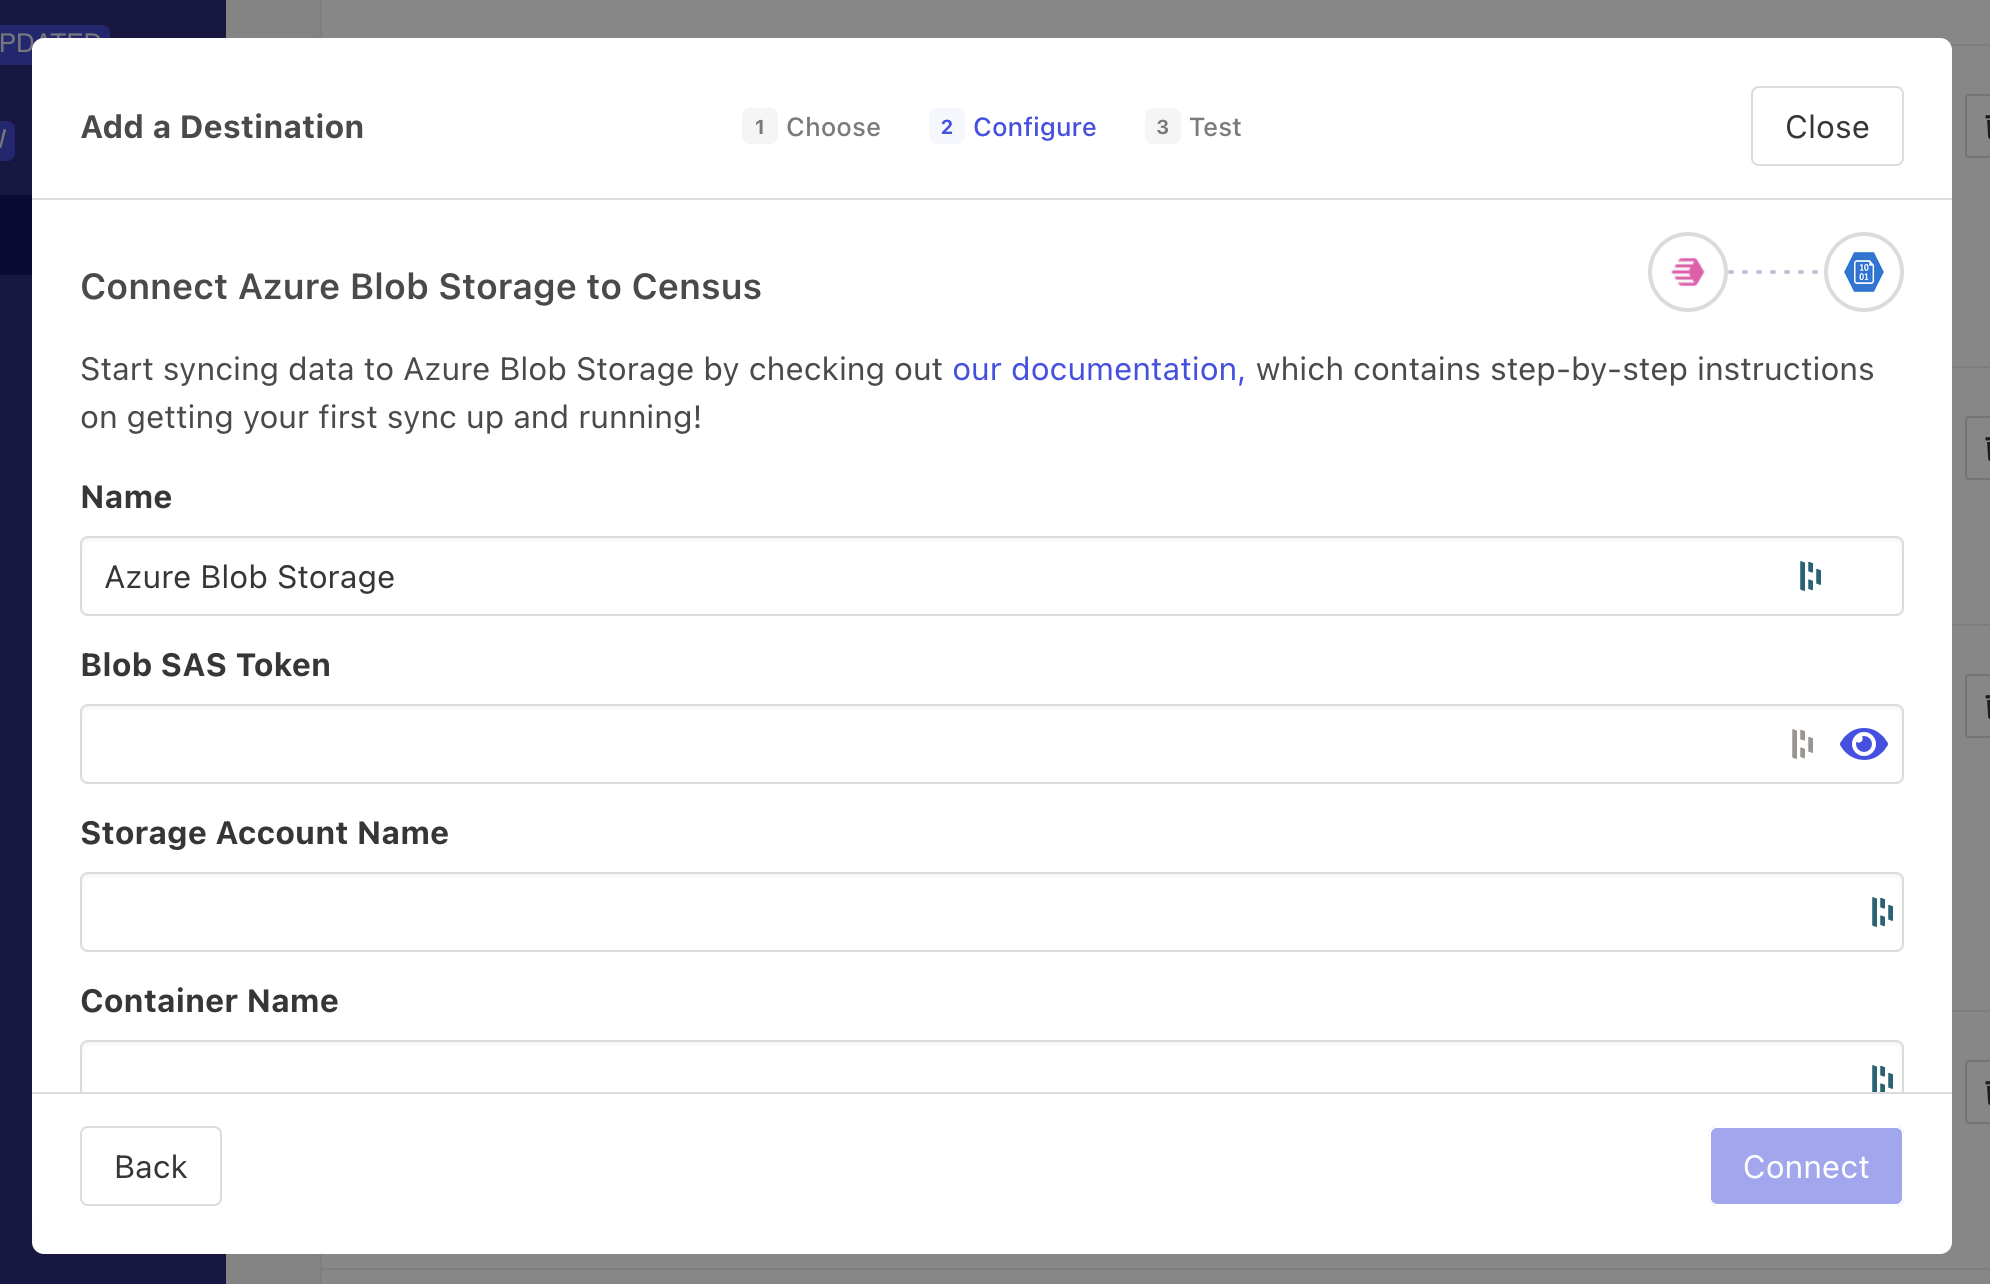 Add a Destination
1 Choose
2 Configure
3 Test
Close
Connect Azure Blob Storage to Census
Start syncing data to Azure Blob Storage by checking out our documentation, which contains step-by-step instructions
on getting your first sync up and running!
Name
Azure Blob Storage
Blob SAS Token
Storage Account Name
Container Name
Back
Connect